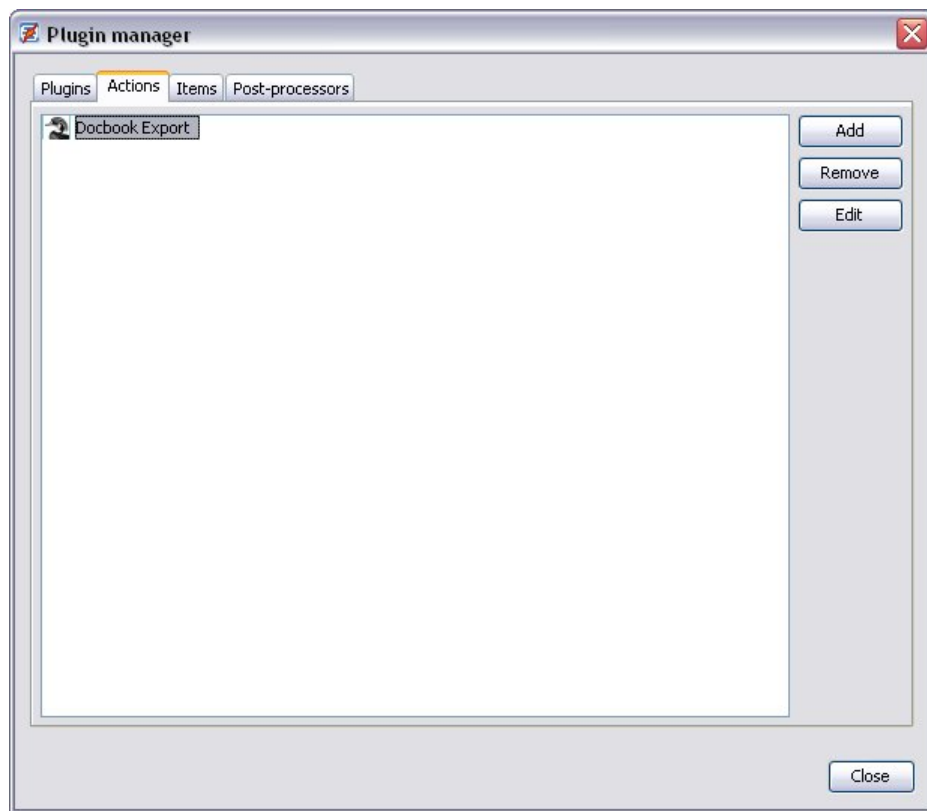 Plugin manager
Plugins Actions Items Post-processors
Docbook Export
Add
Remove
Edit
Close